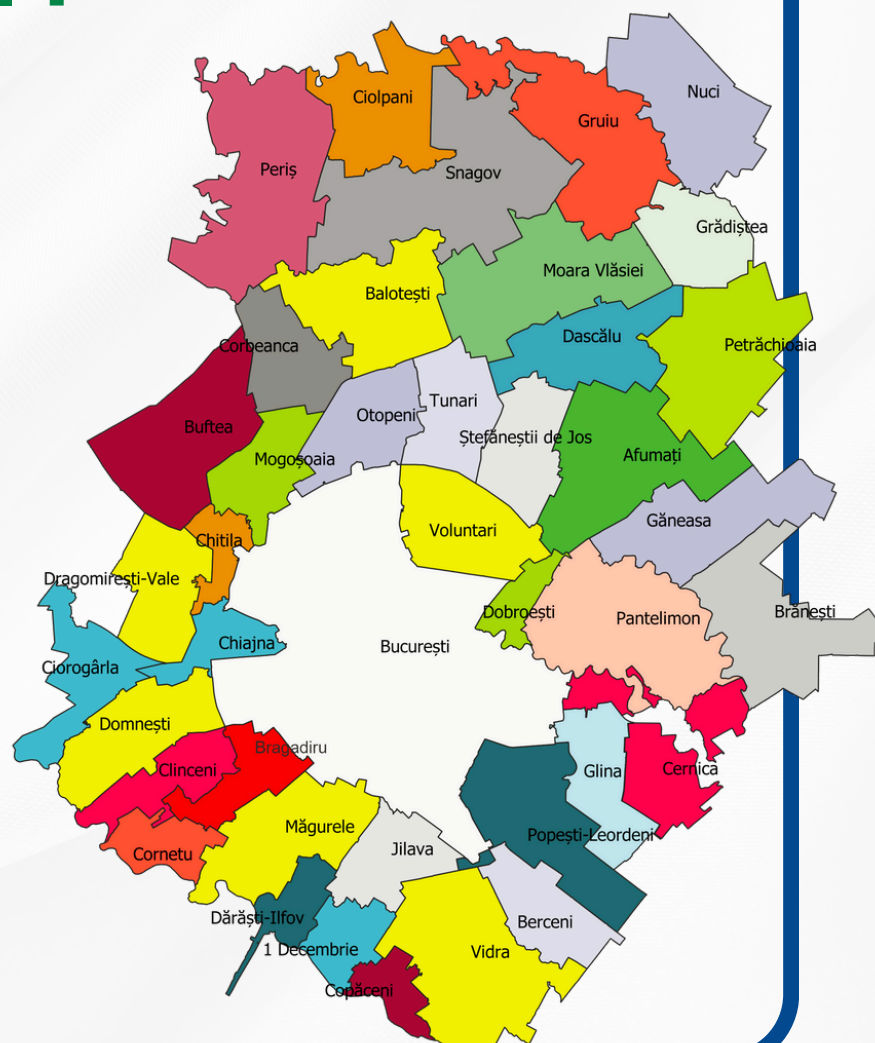 Nuci
Ciolpani
Gruiu
Periș
Snagov
Grădiștea
Moara Vlăsiei
Balotești
Dascălu
Petrăchioaia
Corbeanca
Tunari
Otopeni
Buftea
Ștefăneștii de Jos
Afumați
Mogoșoaia
Găneasa
Voluntari
Chitila
Dragomirești-Vale
Dobroești
Brănești
Pantelimon
București
Chiajna
Ciorogârla
Domnești
Bragadiru
Clinceni
Glina
Cernica
Măgurele
Popești-Leordeni
Jilava
Cornetu
Dărăști-Ilfov
Berceni
1 Decembrie
Vidra
Copăceni